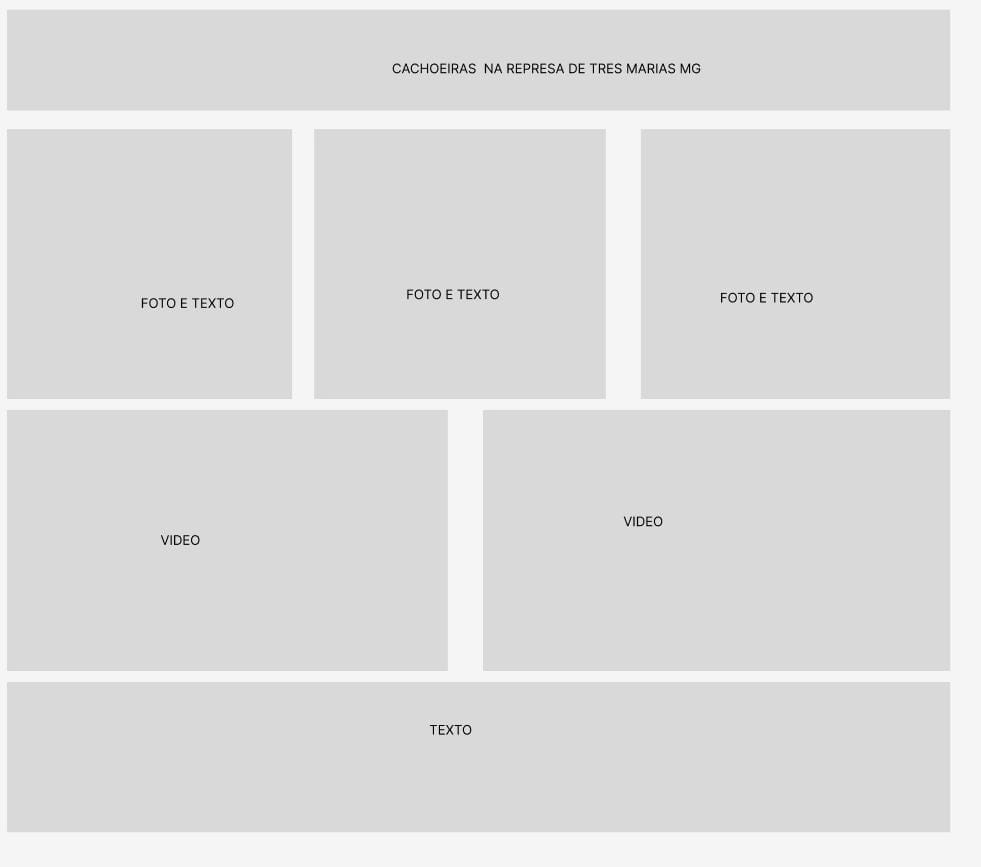 CACHOEIRAS  NA REPRESA DE TRES MARIAS MG
FOTO E TEXTO
FOTO E TEXTO
FOTO E TEXTO
VIDEO
VIDEO
TEXTO